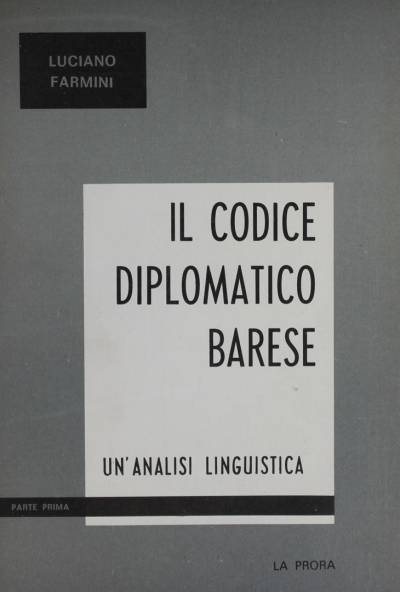 LUCIANO
FARMINI
IL CODICE
DIPLOMATICO
BARESE
UN'ANALISI LINGUISTICA
PARTE PRIMA
LA PRORA